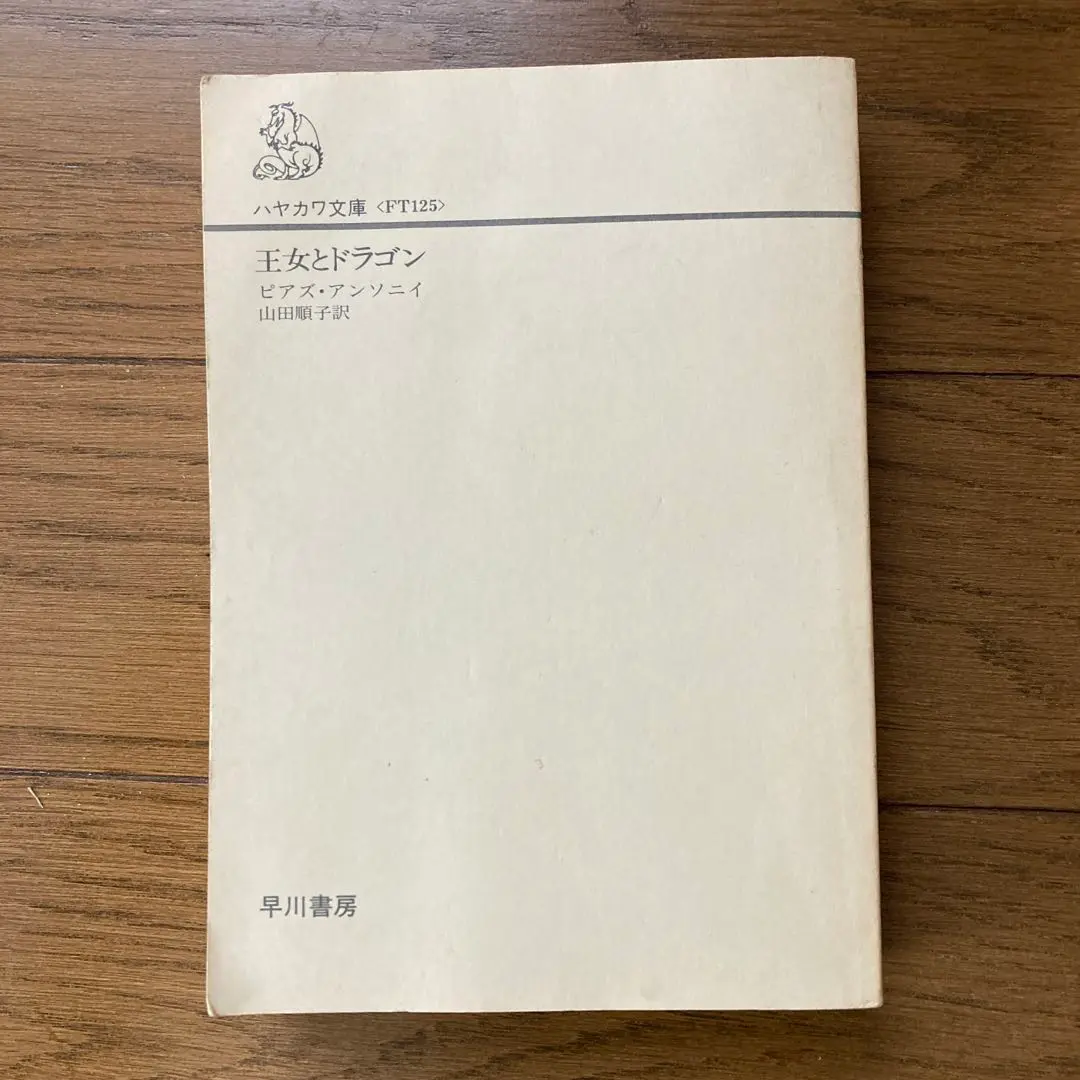 ハヤカワ文庫〈FT125〉
王女とドラゴン
ピアズ・アンソニイ
山田順子訳
早川書房